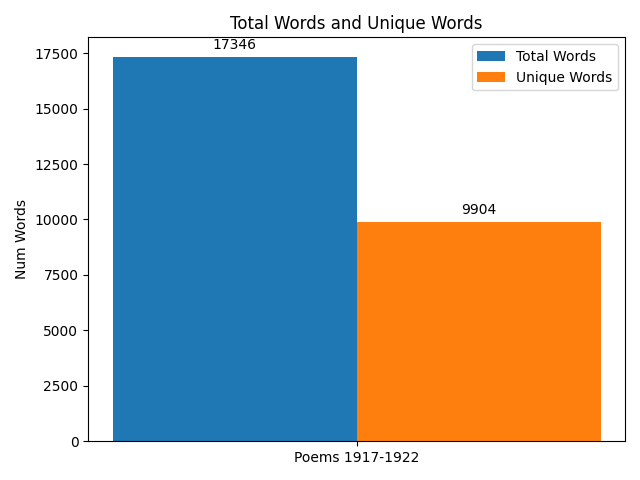 Total Words and Unique Words
17346
Total Words
Unique Words
9904
17500
15000
12500
10000
7500
5000
2500
0
Num Words
Poems 1917-1922